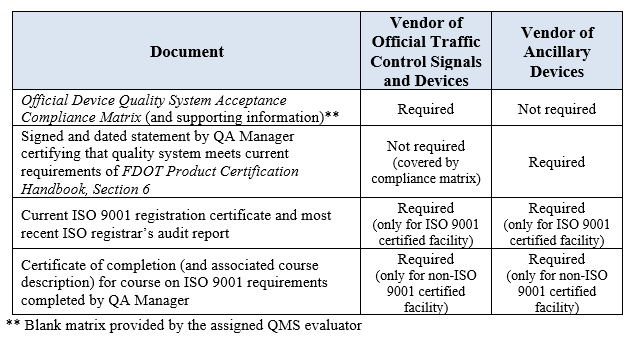 Document
Vendor of
Official Traffic
Control Signals
and Devices
Vendor of
Ancillary
Devices
Official Device Quality System Acceptance
Compliance Matrix (and supporting information)**
Required
Not required
Signed and dated statement by QA Manager
certifying that quality system meets current
requirements of FDOT Product Certification
Handbook, Section 6
Not required
(covered by
compliance matrix)
Required
Current ISO 9001 registration certificate and most
recent ISO registrar’s audit report
Required
(only for ISO 9001
certified facility)
Required
(only for ISO 9001
certified facility)
Certificate of completion (and associated course
description) for course on ISO 9001 requirements
completed by QA Manager
Required
(only for non-ISO
9001 certified
facility)
Required
(only for non-ISO
9001 certified
facility)
** Blank matrix provided by the assigned QMS evaluator